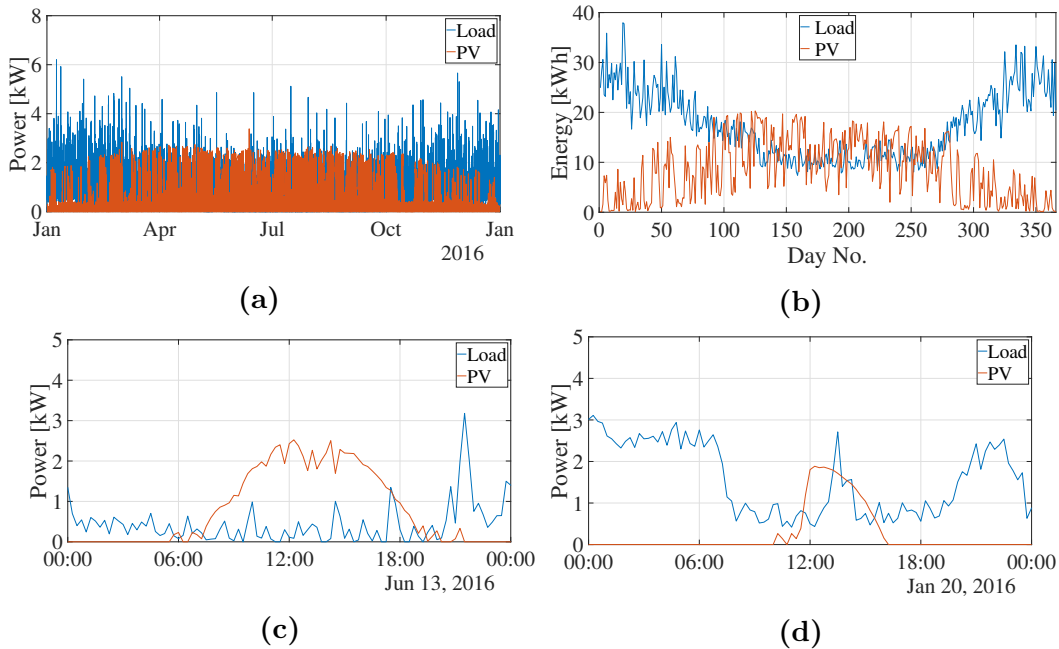 8
6
4
2
0
Power [kW]
Load
PV
Jan
Apr
Jul
Oct
Jan
2016
(a)
40
30
20
10
0
Energy [kWh]
Load
PV
0
50
100
150
200
250
300
350
Day No.
(b)
5
4
3
2
1
0
Power [kW]
Load
PV
00:00
06:00
12:00
18:00
00:00
Jun 13, 2016
(c)
5
4
3
2
1
0
Power [kW]
Load
PV
00:00
06:00
12:00
18:00
00:00
Jan 20, 2016
(d)